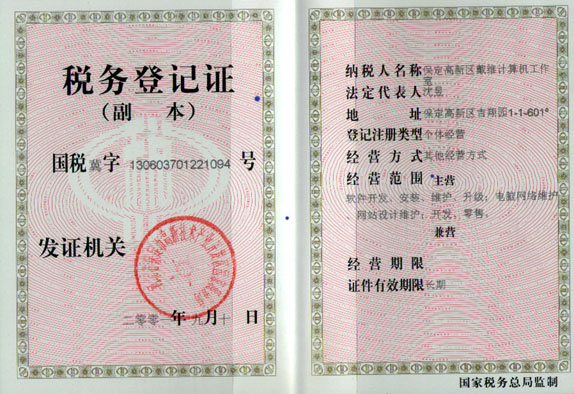 税务登记证
（副 本）
国税冀字 130603701221094 号
发证机关
二零零一年九月十 日
纳税人名称 保定高新区戴维计算机工作
室
法定代表人 沈昱
地 址 保定高新区吉翔园1-1-601#
登记注册类型 个体经营
经营方式 其他经营方式
经营范围
主营
软件开发、安装、维护、升级；电脑网络维护
、网站设计维护；开发，零售。
兼营
经营期限
证件有效期限 长期
国家税务总局监制